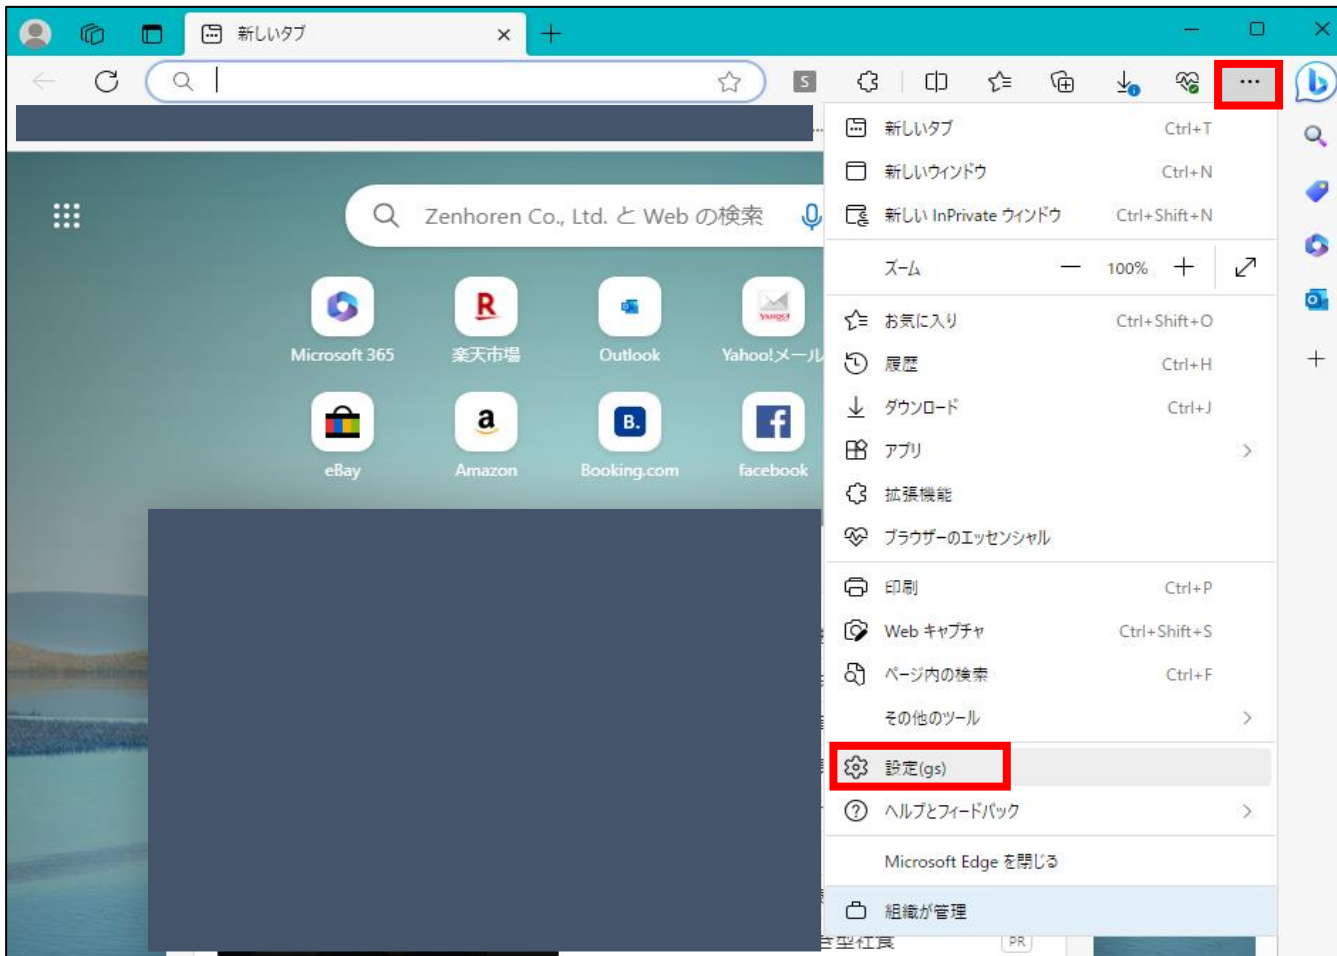 新しいタブ
S
新しいタブ Ctrl+T
新しいウィンドウ Ctrl+N
新しい InPrivate ウィンドウ Ctrl+Shift+N
ズーム 100%
お気に入り Ctrl+Shift+O
履歴 Ctrl+H
ダウンロード Ctrl+J
アプリ
拡張機能
ブラウザーのエッセンシャル
印刷 Ctrl+P
Web キャプチャ Ctrl+Shift+S
ページ内の検索 Ctrl+F
その他のツール
設定(gs)
ヘルプとフィードバック
Microsoft Edge を閉じる
組織が管理
Zenhoren Co., Ltd. と Web の検索
R
YAHOO!
Microsoft 365 楽天市場 Outlook Yahoo!メール
a B. f
eBay Amazon Booking.com facebook
PR